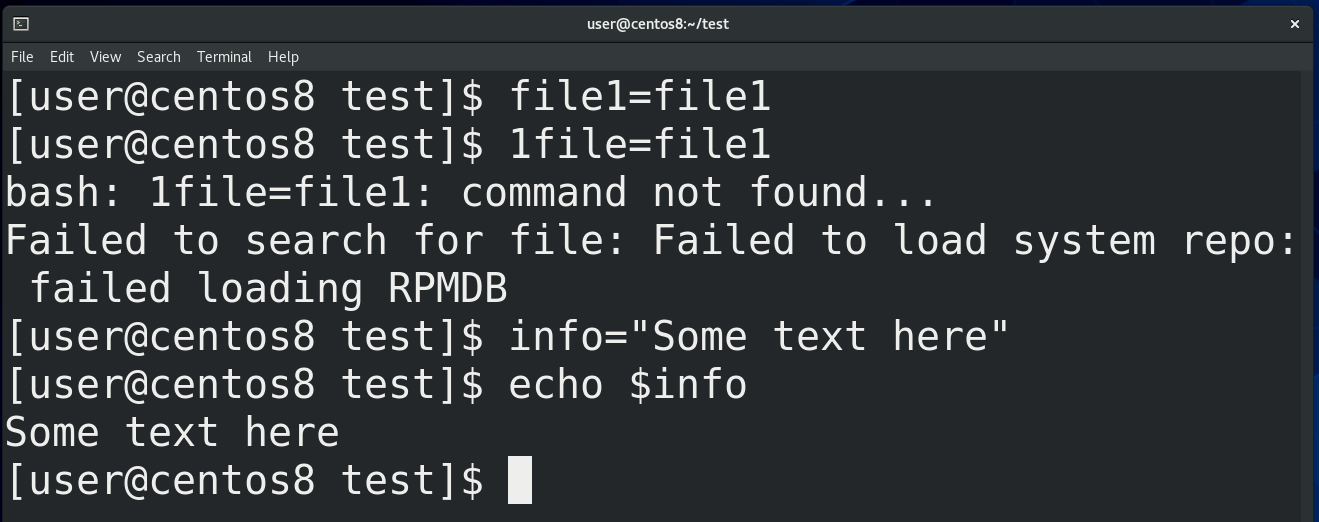 user@centos8:~/test
File Edit View Search Terminal Help
[user@centos8 test]$ file1=file1
[user@centos8 test]$ 1file=file1
bash: 1file=file1: command not found...
Failed to search for file: Failed to load system repo:
 failed loading RPMDB
[user@centos8 test]$ info="Some text here"
[user@centos8 test]$ echo $info
Some text here
[user@centos8 test]$